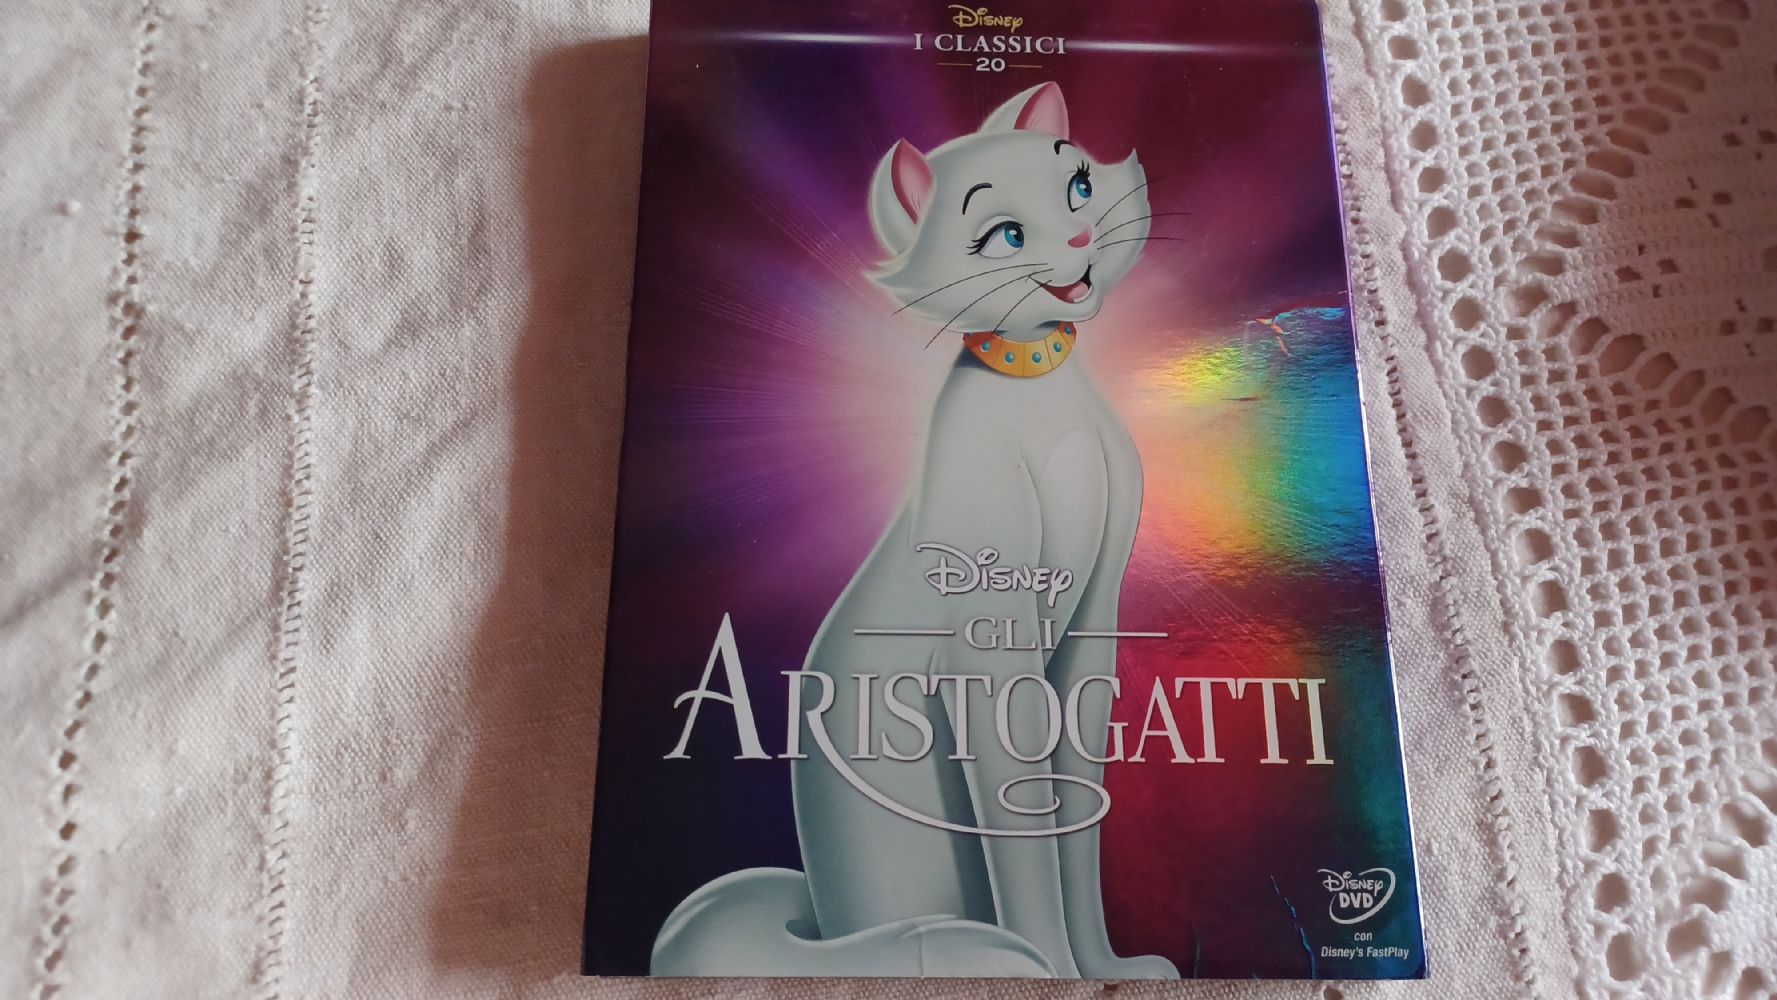 Disney
I CLASSICI
20
Disney
GLI
ARISTOGATTI
Disney
DVD
con
Disney's FastPlay